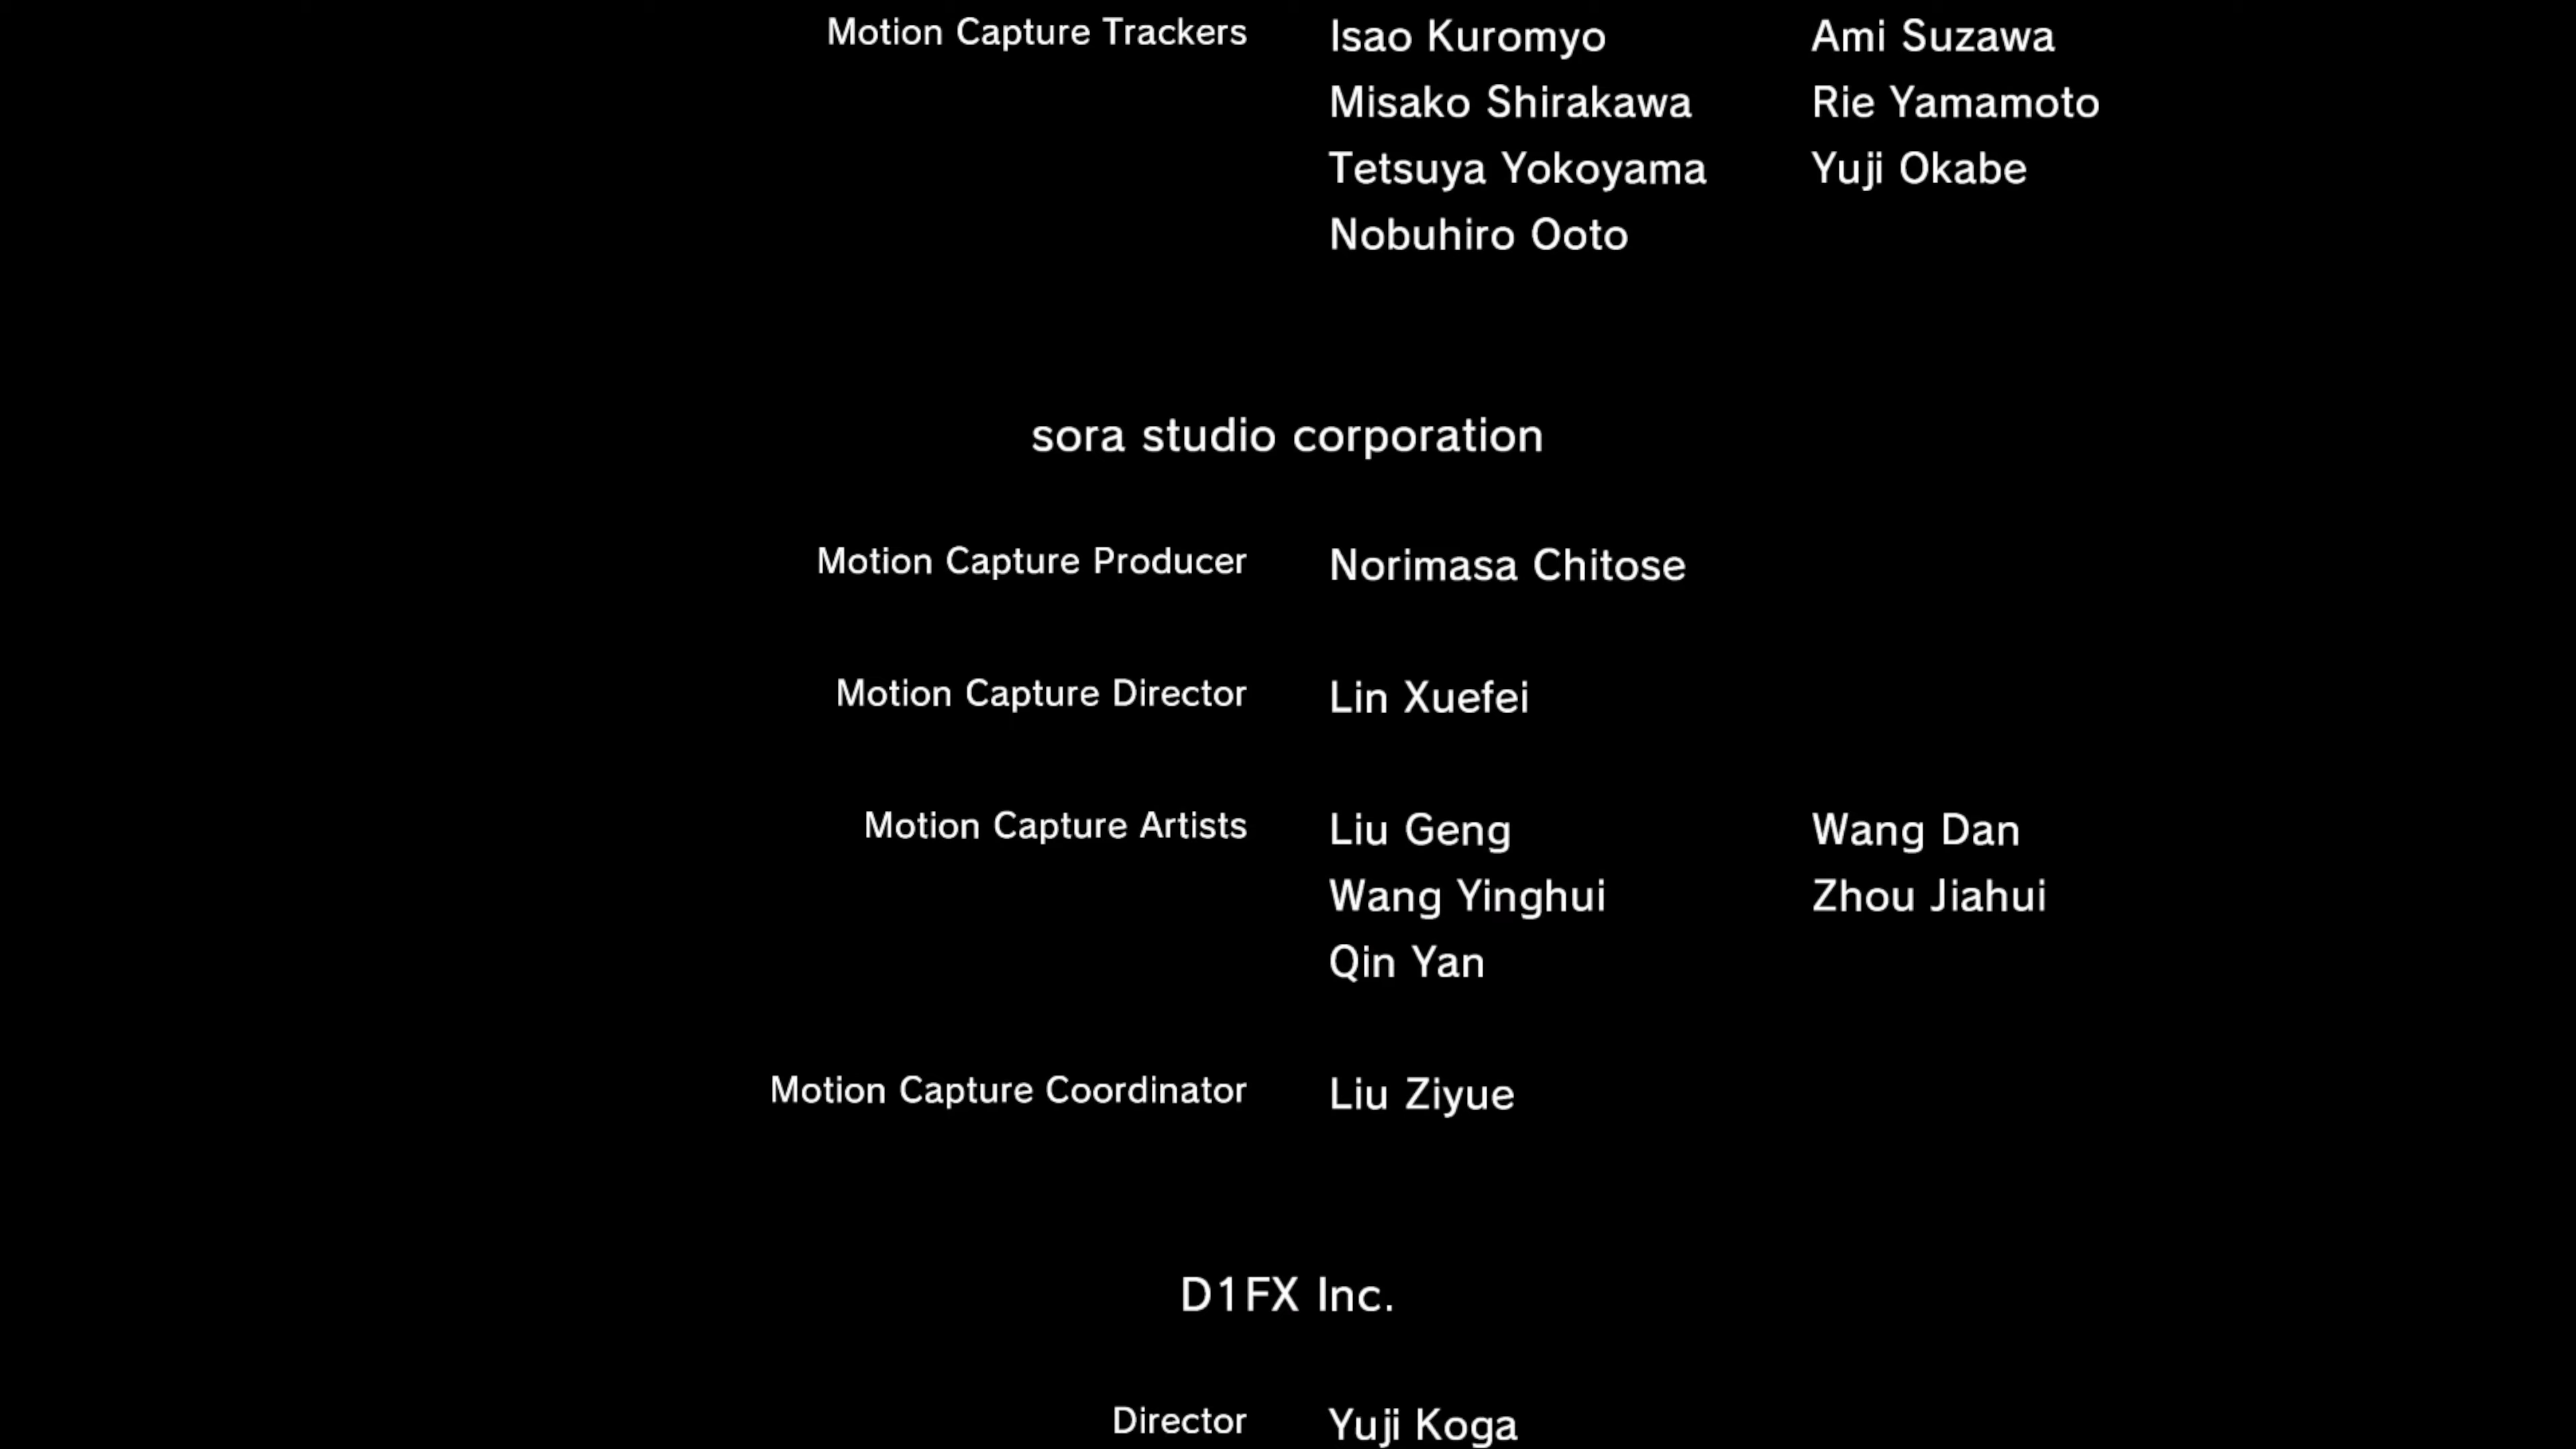 Motion Capture Trackers Isao Kuromyo Ami Suzawa
Misako Shirakawa Rie Yamamoto
Tetsuya Yokoyama Yuji Okabe
Nobuhiro Ooto
sora studio corporation
Motion Capture Producer Norimasa Chitose
Motion Capture Director Lin Xuefei
Motion Capture Artists Liu Geng Wang Dan
Wang Yinghui Zhou Jiahui
Qin Yan
Motion Capture Coordinator Liu Ziyue
D1FX Inc.
Director Yuji Koga